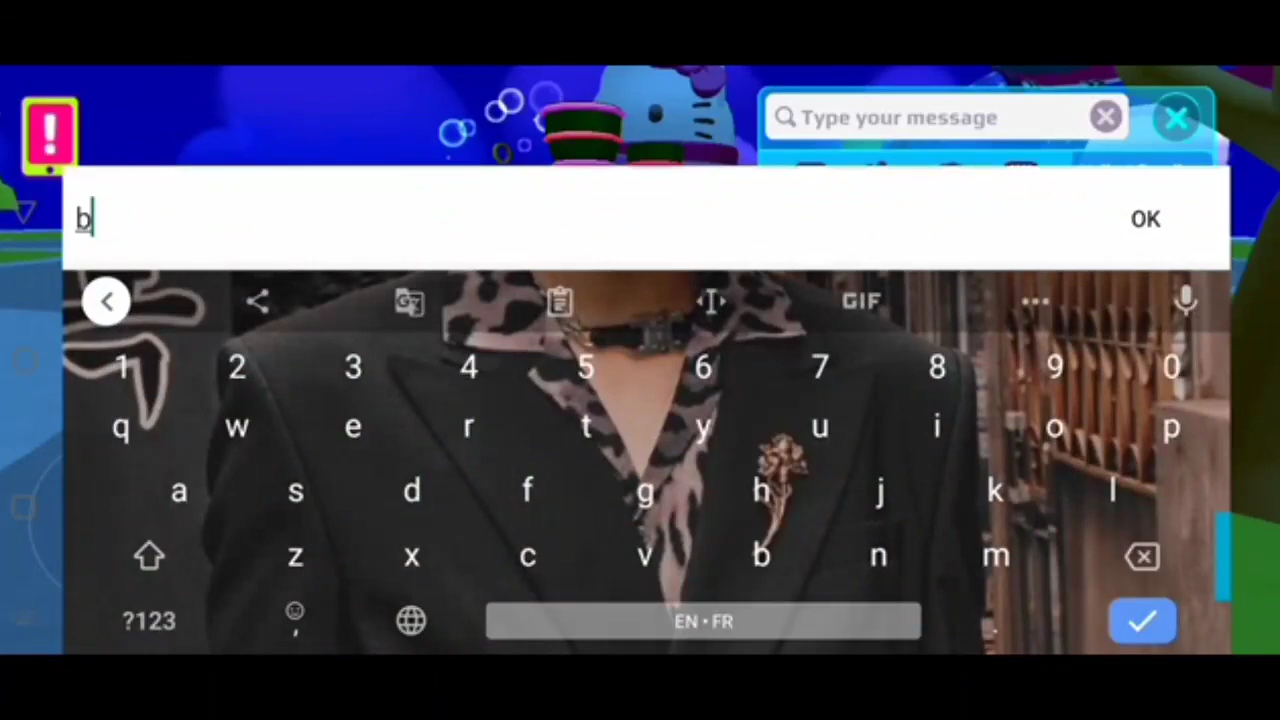 !
Type your message
b
OK
GIF
1 2 3 4 5 6 7 8 9 0
q w e r t y u i o p
a s d f g h j k l
z x c v b n m
?123 , EN • FR .